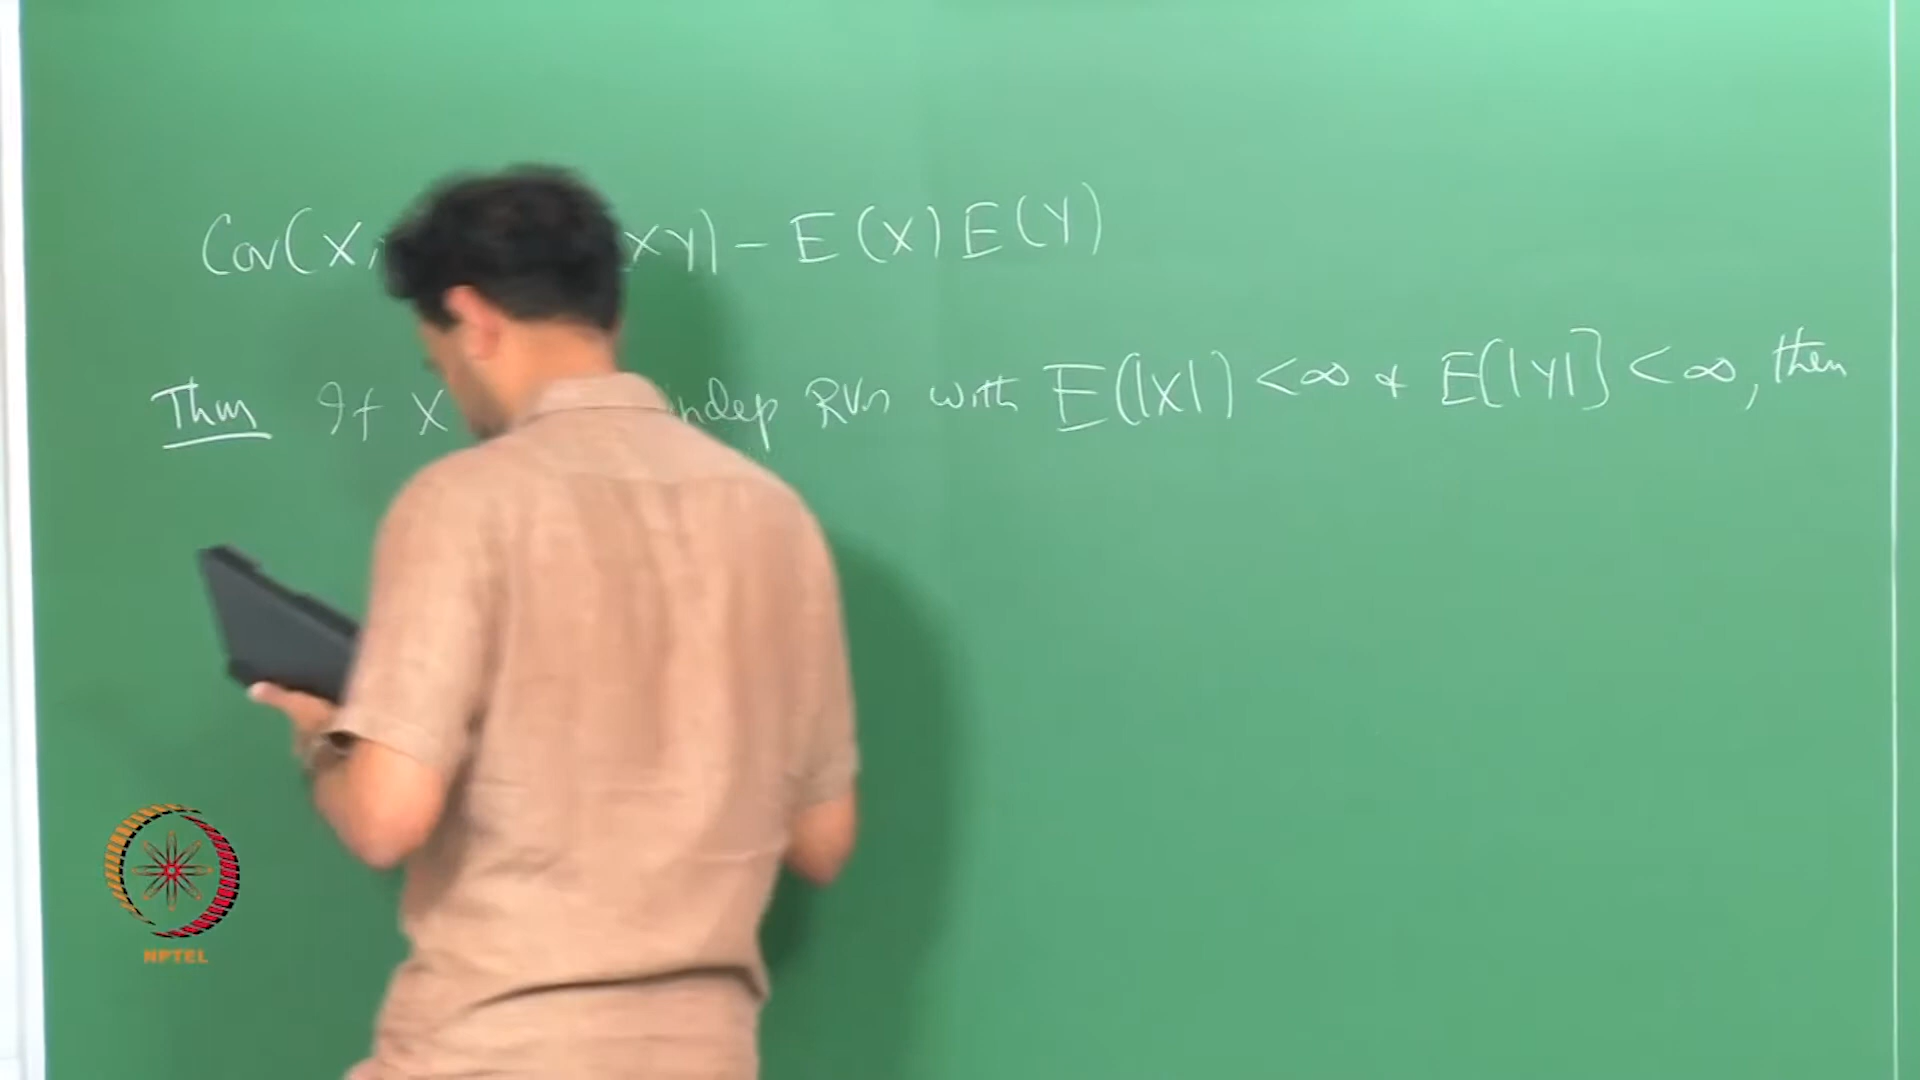 Cov(X, XY) - E(X) E(Y)
Thm If X indep RVs with E(|X|) < ∞ & E[|Y|] < ∞, then
NPTEL